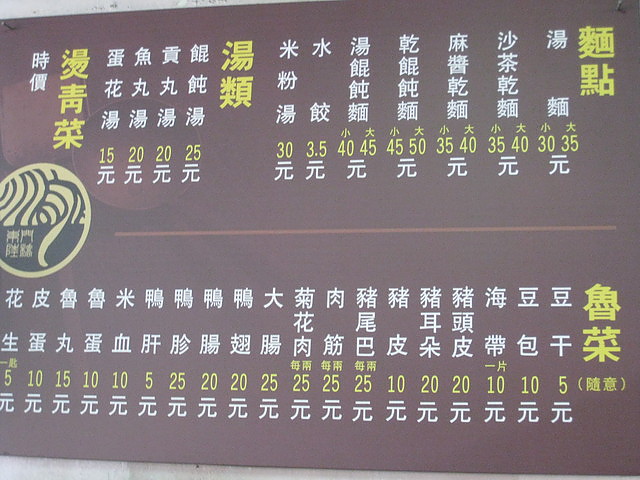 麵點
湯麵 小30 大35元
沙茶乾麵 小35 大40元
麻醬乾麵 小35 大40元
乾餛飩麵 小45 大50元
湯餛飩麵 小40 大45元
水餃 3.5元
米粉湯 30元
湯類
餛飩湯 25元
貢丸湯 20元
魚丸湯 20元
蛋花湯 15元
燙青菜
時價
魯菜
(隨意)
豆干 5元
豆包 10元
海帶 一片 10元
豬頭皮 20元
豬耳朵 20元
豬皮 10元
豬尾巴 每兩 25元
肉筋 每兩 25元
菊花肉 每兩 25元
大腸 25元
鴨翅 20元
鴨腸 20元
鴨胗 25元
鴨肝 5元
米血 10元
魯蛋 10元
魯丸 15元
皮蛋 10元
花生 一匙 5元